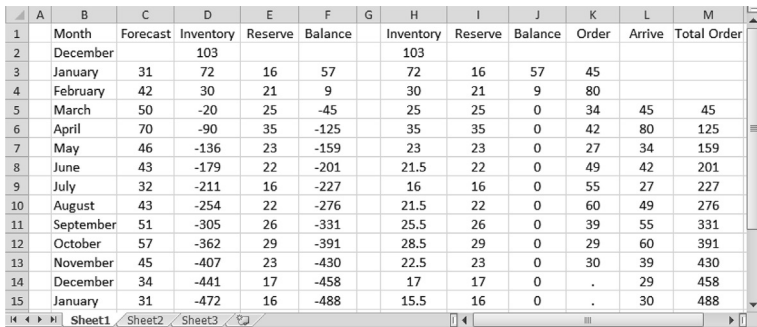 A B C D E F G H I J K L M
1 Month Forecast Inventory Reserve Balance Inventory Reserve Balance Order Arrive Total Order
2 December 103 103
3 January 31 72 16 57 72 16 57 45
4 February 42 30 21 9 30 21 9 80
5 March 50 -20 25 -45 25 25 0 34 45 45
6 April 70 -90 35 -125 35 35 0 42 80 125
7 May 46 -136 23 -159 23 23 0 27 34 159
8 June 43 -179 22 -201 21.5 22 0 49 42 201
9 July 32 -211 16 -227 16 16 0 55 27 227
10 August 43 -254 22 -276 21.5 22 0 60 49 276
11 September 51 -305 26 -331 25.5 26 0 39 55 331
12 October 57 -362 29 -391 28.5 29 0 29 60 391
13 November 45 -407 23 -430 22.5 23 0 30 39 430
14 December 34 -441 17 -458 17 17 0 . 29 458
15 January 31 -472 16 -488 15.5 16 0 . 30 488
Sheet1 Sheet2 Sheet3